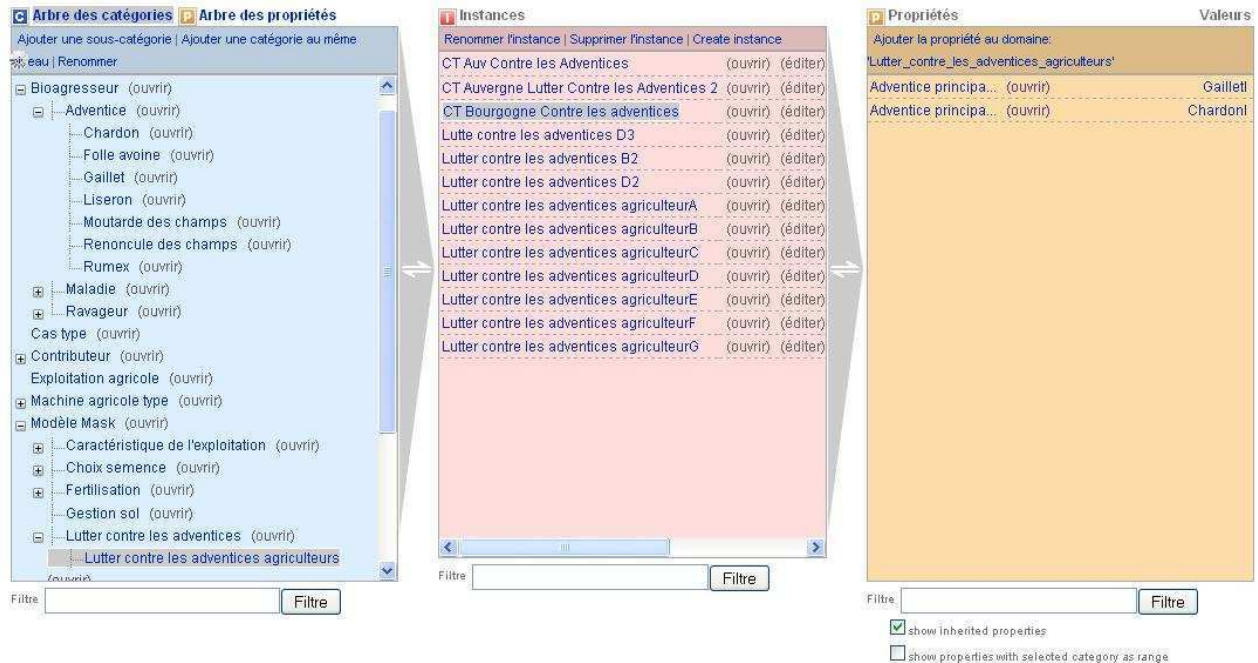 C Arbre des catégories P Arbre des propriétés
Ajouter une sous-catégorie | Ajouter une catégorie au même
eau | Renommer
Bioagresseur (ouvrir)
Adventice (ouvrir)
Chardon (ouvrir)
Folle avoine (ouvrir)
Gaillet (ouvrir)
Liseron (ouvrir)
Moutarde des champs (ouvrir)
Renoncule des champs (ouvrir)
Rumex (ouvrir)
Maladie (ouvrir)
Ravageur (ouvrir)
Cas type (ouvrir)
Contributeur (ouvrir)
Exploitation agricole (ouvrir)
Machine agricole type (ouvrir)
Modèle Mask (ouvrir)
Caractéristique de l'exploitation (ouvrir)
Choix semence (ouvrir)
Fertilisation (ouvrir)
Gestion sol (ouvrir)
Lutter contre les adventices (ouvrir)
Lutter contre les adventices agriculteurs
(ouvrir)
Filtre Filtre
I Instances
Renommer l'instance | Supprimer l'instance | Create instance
CT Auv Contre les Adventices (ouvrir) (éditer)
CT Auvergne Lutter Contre les Adventices 2 (ouvrir) (éditer)
CT Bourgogne Contre les adventices (ouvrir) (éditer)
Lutte contre les adventices D3 (ouvrir) (éditer)
Lutter contre les adventices B2 (ouvrir) (éditer)
Lutter contre les adventices D2 (ouvrir) (éditer)
Lutter contre les adventices agriculteurA (ouvrir) (éditer)
Lutter contre les adventices agriculteurB (ouvrir) (éditer)
Lutter contre les adventices agriculteurC (ouvrir) (éditer)
Lutter contre les adventices agriculteurD (ouvrir) (éditer)
Lutter contre les adventices agriculteurE (ouvrir) (éditer)
Lutter contre les adventices agriculteurF (ouvrir) (éditer)
Lutter contre les adventices agriculteurG (ouvrir) (éditer)
Filtre Filtre
P Propriétés Valeurs
Ajouter la propriété au domaine:
'Lutter_contre_les_adventices_agriculteurs'
Adventice principa... (ouvrir) Gailletl
Adventice principa... (ouvrir) Chardonl
Filtre Filtre
show inherited properties
show properties with selected category as range